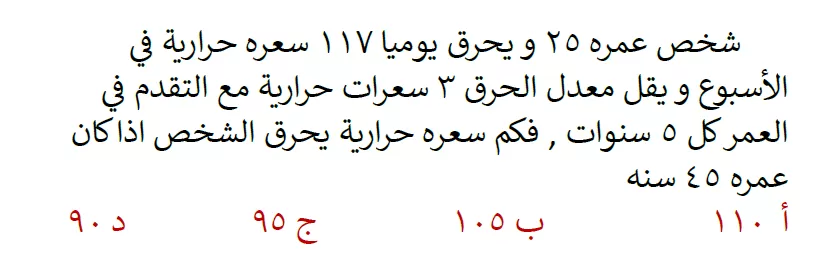 شخص عمره ٢٥ و يحرق يوميا ١١٧ سعره حرارية في
الأسبوع و يقل معدل الحرق ٣ سعرات حرارية مع التقدم في
العمر كل ٥ سنوات , فكم سعره حرارية يحرق الشخص اذا كان
عمره ٤٥ سنه
أ ١١٠ ب ١٠٥ ج ٩٥ د ٩٠